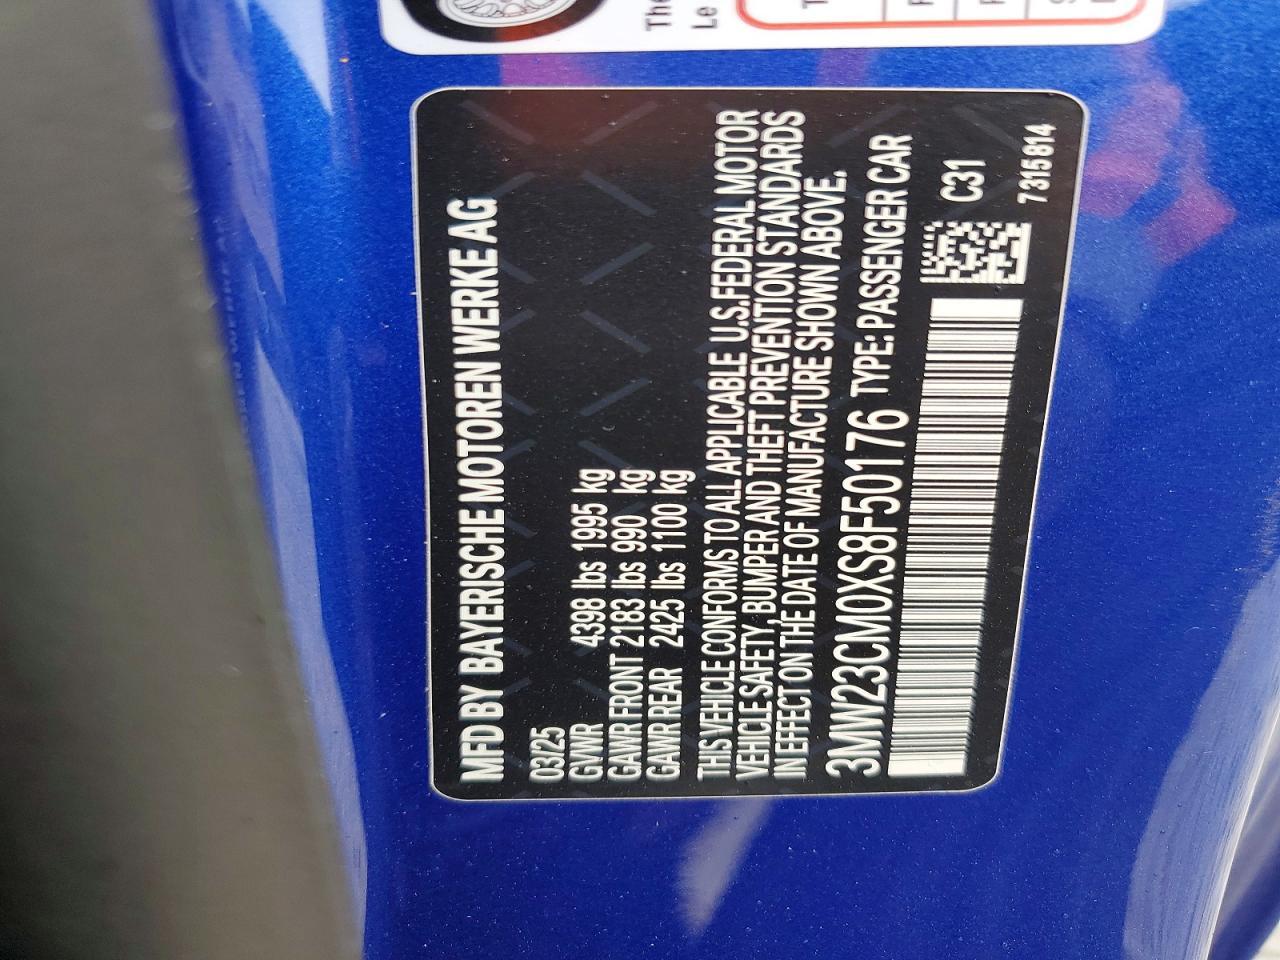 The
Le
MFD BY BAYERISCHE MOTOREN WERKE AG
03/25
GVWR 4398 lbs 1995 kg
GAWR FRONT 2183 lbs 990 kg
GAWR REAR 2425 lbs 1100 kg
THIS VEHICLE CONFORMS TO ALL APPLICABLE U.S.FEDERAL MOTOR
VEHICLE SAFETY, BUMPER AND THEFT PREVENTION STANDARDS
IN EFFECT ON THE DATE OF MANUFACTURE SHOWN ABOVE.
3MW23CM0XS8F50176 TYPE: PASSENGER CAR
C31
7315814